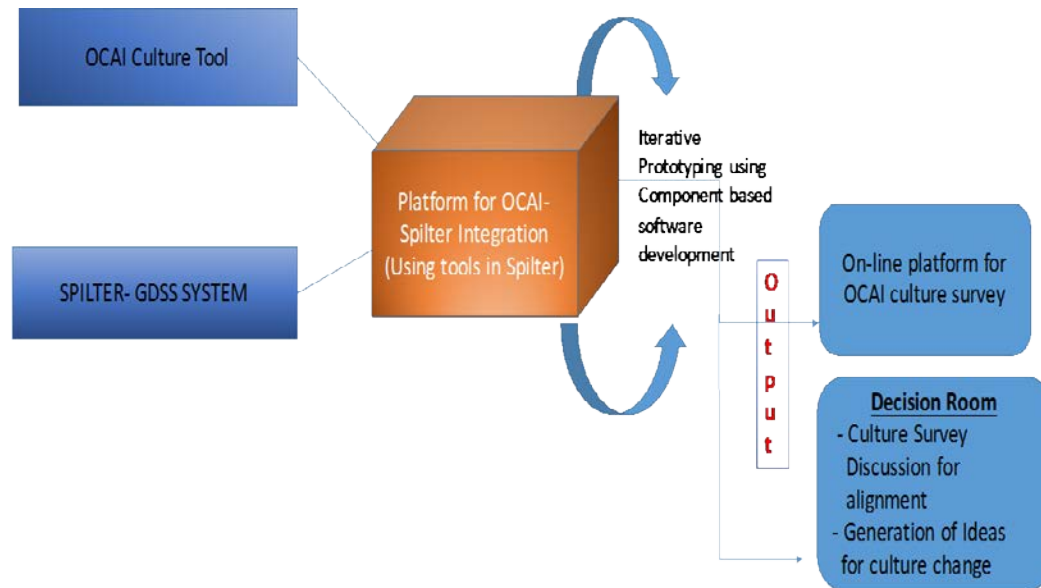 OCAI Culture Tool
SPILTER- GDSS SYSTEM
Platform for OCAI-
Spilter Integration
(Using tools in Spilter)
Iterative
Prototyping using
Component based
software
development
O
u
t
p
u
t
On-line platform for
OCAI culture survey
Decision Room
- Culture Survey
Discussion for
alignment
- Generation of Ideas
for culture change